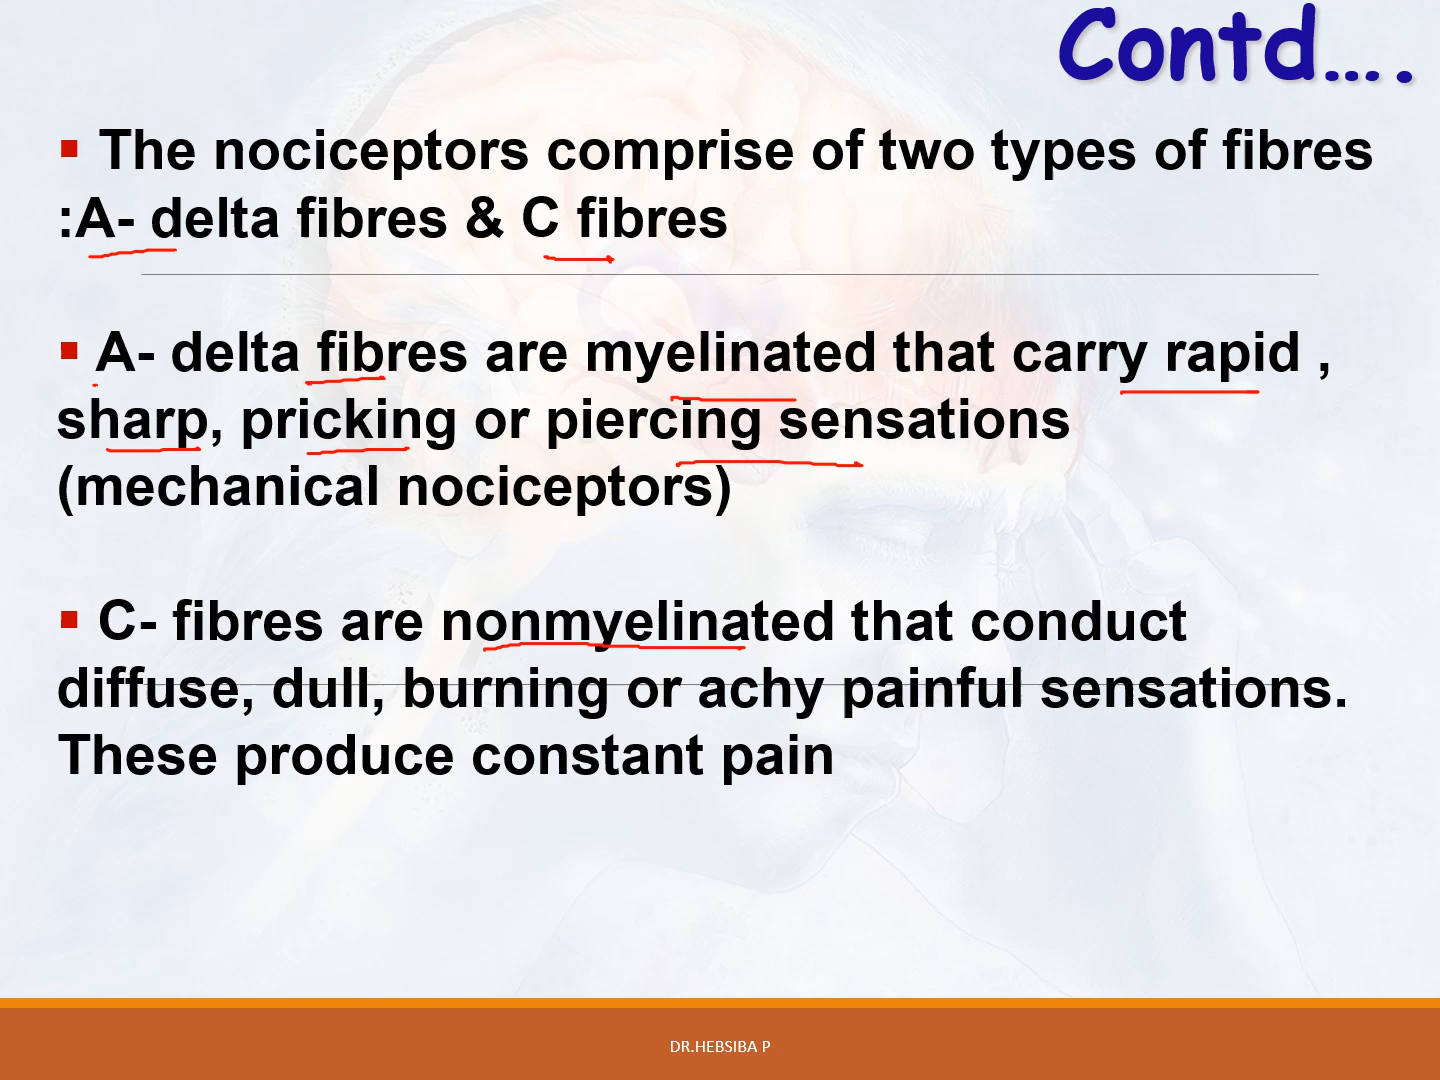 Contd....
▪ The nociceptors comprise of two types of fibres
:A- delta fibres & C fibres
▪ A- delta fibres are myelinated that carry rapid ,
sharp, pricking or piercing sensations
(mechanical nociceptors)
▪ C- fibres are nonmyelinated that conduct
diffuse, dull, burning or achy painful sensations.
These produce constant pain
DR.HEBSIBA P